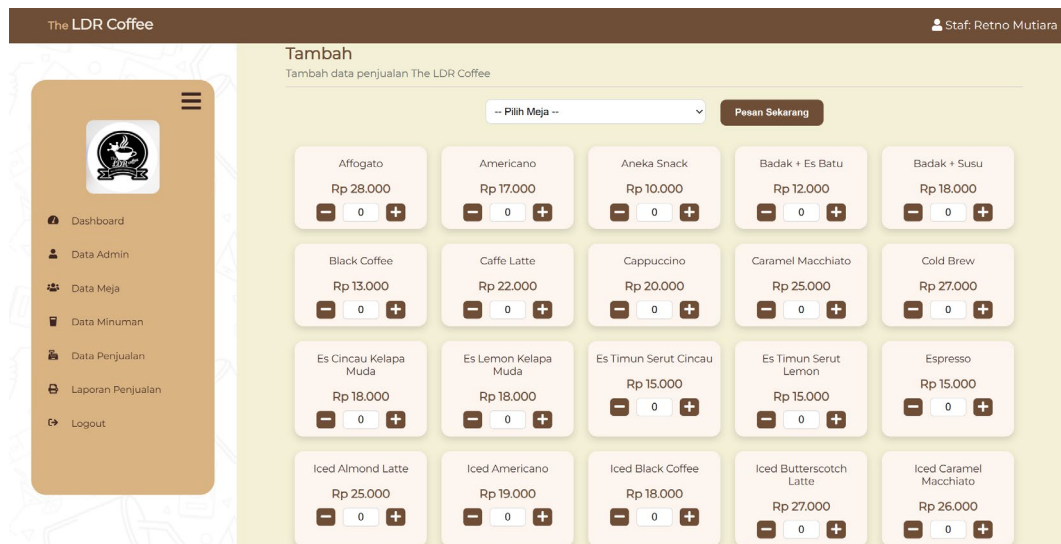 The LDR Coffee
Staf: Retno Mutiara
LDR
Dashboard
Data Admin
Data Meja
Data Minuman
Data Penjualan
Laporan Penjualan
Logout
Tambah
Tambah data penjualan The LDR Coffee
-- Pilih Meja --
Pesan Sekarang
Affogato
Rp 28.000
0
Americano
Rp 17.000
0
Aneka Snack
Rp 10.000
0
Badak + Es Batu
Rp 12.000
0
Badak + Susu
Rp 18.000
0
Black Coffee
Rp 13.000
0
Caffe Latte
Rp 22.000
0
Cappuccino
Rp 20.000
0
Caramel Macchiato
Rp 25.000
0
Cold Brew
Rp 27.000
0
Es Cincau Kelapa
Muda
Rp 18.000
0
Es Lemon Kelapa
Muda
Rp 18.000
0
Es Timun Serut Cincau
Rp 15.000
0
Es Timun Serut
Lemon
Rp 15.000
0
Espresso
Rp 15.000
0
Iced Almond Latte
Rp 25.000
0
Iced Americano
Rp 19.000
0
Iced Black Coffee
Rp 18.000
0
Iced Butterscotch
Latte
Rp 27.000
0
Iced Caramel
Macchiato
Rp 26.000
0